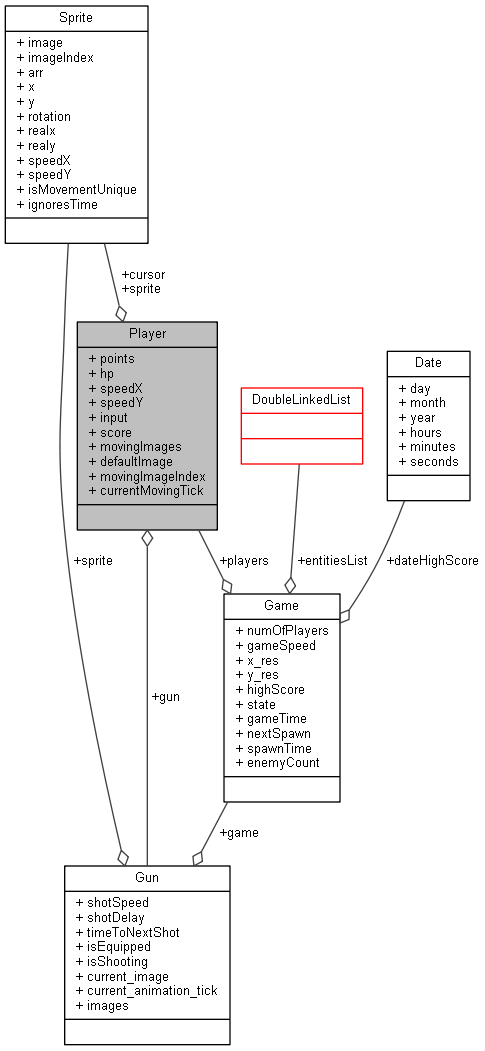 Sprite
+ image
+ imageIndex
+ arr
+ x
+ y
+ rotation
+ realx
+ realy
+ speedX
+ speedY
+ isMovementUnique
+ ignoresTime
+cursor
+sprite
Player
+ points
+ hp
+ speedX
+ speedY
+ input
+ score
+ movingImages
+ defaultImage
+ movingImageIndex
+ currentMovingTick
DoubleLinkedList
Date
+ day
+ month
+ year
+ hours
+ minutes
+ seconds
+sprite
+players
+entitiesList
+dateHighScore
Game
+ numOfPlayers
+ gameSpeed
+ x_res
+ y_res
+ highScore
+ state
+ gameTime
+ nextSpawn
+ spawnTime
+ enemyCount
+gun
+game
Gun
+ shotSpeed
+ shotDelay
+ timeToNextShot
+ isEquipped
+ isShooting
+ current_image
+ current_animation_tick
+ images